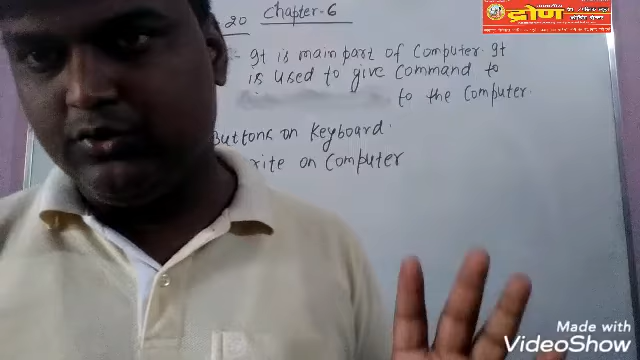 20 Chapter-6
द्रोण
:- It is main part of Computer. It
is used to give Command to
to the Computer.
Buttons on Keyboard.
on Computer
Made with
VideoShow